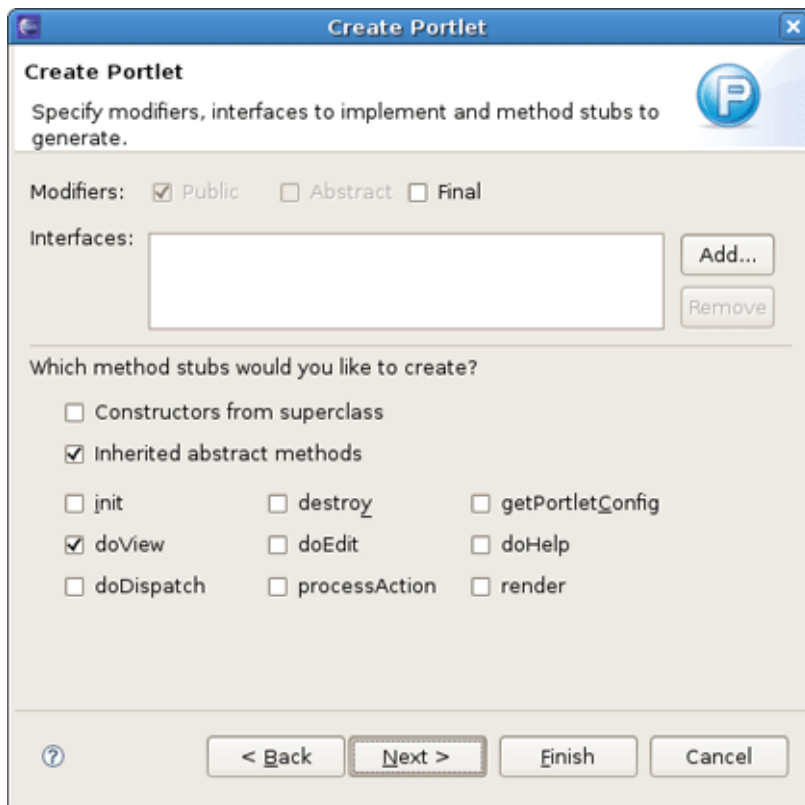 Create Portlet
Create Portlet
Specify modifiers, interfaces to implement and method stubs to
generate.
Modifiers: Public Abstract Final
Interfaces:
Add...
Remove
Which method stubs would you like to create?
Constructors from superclass
Inherited abstract methods
init destroy getPortletConfig
doView doEdit doHelp
doDispatch processAction render
? < Back Next > Finish Cancel